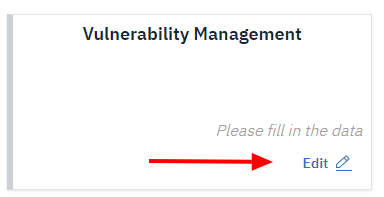 Vulnerability Management
Please fill in the data
Edit